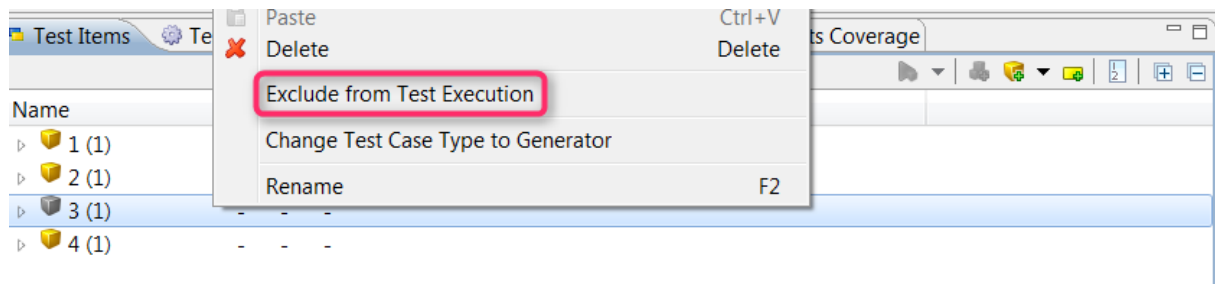 Paste Ctrl+V
Test Items Te ts Coverage
Delete Delete
Exclude from Test Execution
Name
Change Test Case Type to Generator
1 (1)
2 (1)
Rename F2
3 (1) - - -
4 (1) - - -